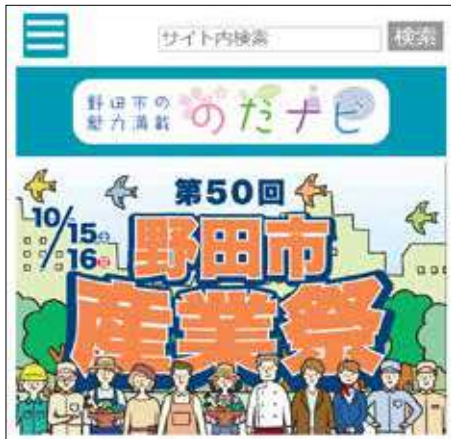 サイト内検索 検索
野田市の
魅力満載
のだナビ
第50回
10/15土
16日
野田市
産業祭